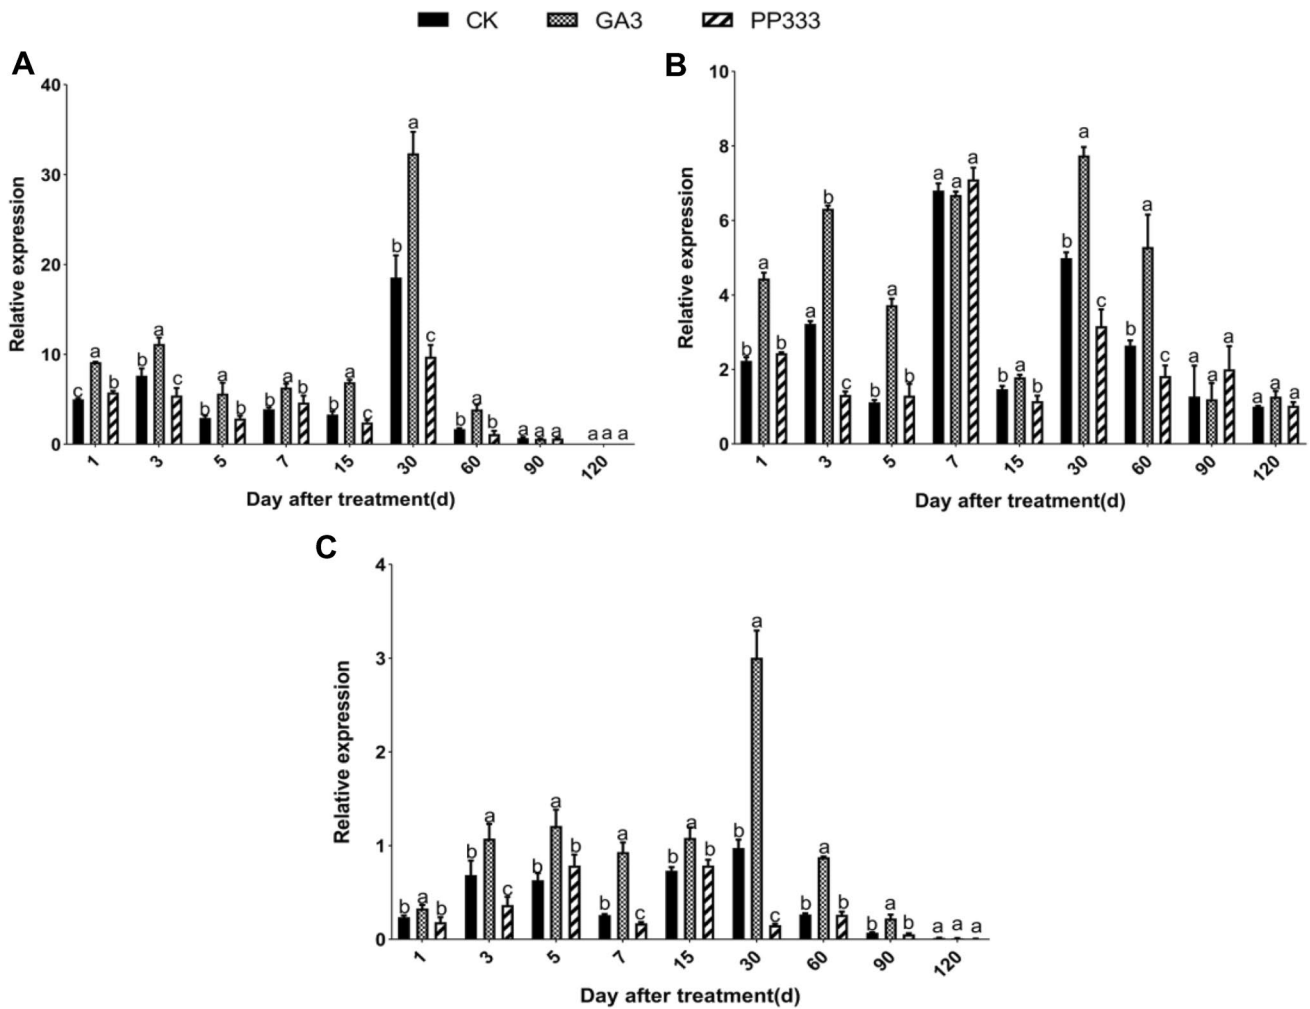 CK GA3 PP333
A
40
30
20
10
0
Relative expression
c a b b a c b a b b a b b a c b a c b a b a a a a a a
1 3 5 7 15 30 60 90 120
Day after treatment(d)
B
10
8
6
4
2
0
Relative expression
b a b a b c b a b a a a b a b b a c b a c a a a a a a
1 3 5 7 15 30 60 90 120
Day after treatment(d)
C
4
3
2
1
0
Relative expression
b a b b a c b a b b a c b a b b a c b a b b a b a a a
1 3 5 7 15 30 60 90 120
Day after treatment(d)